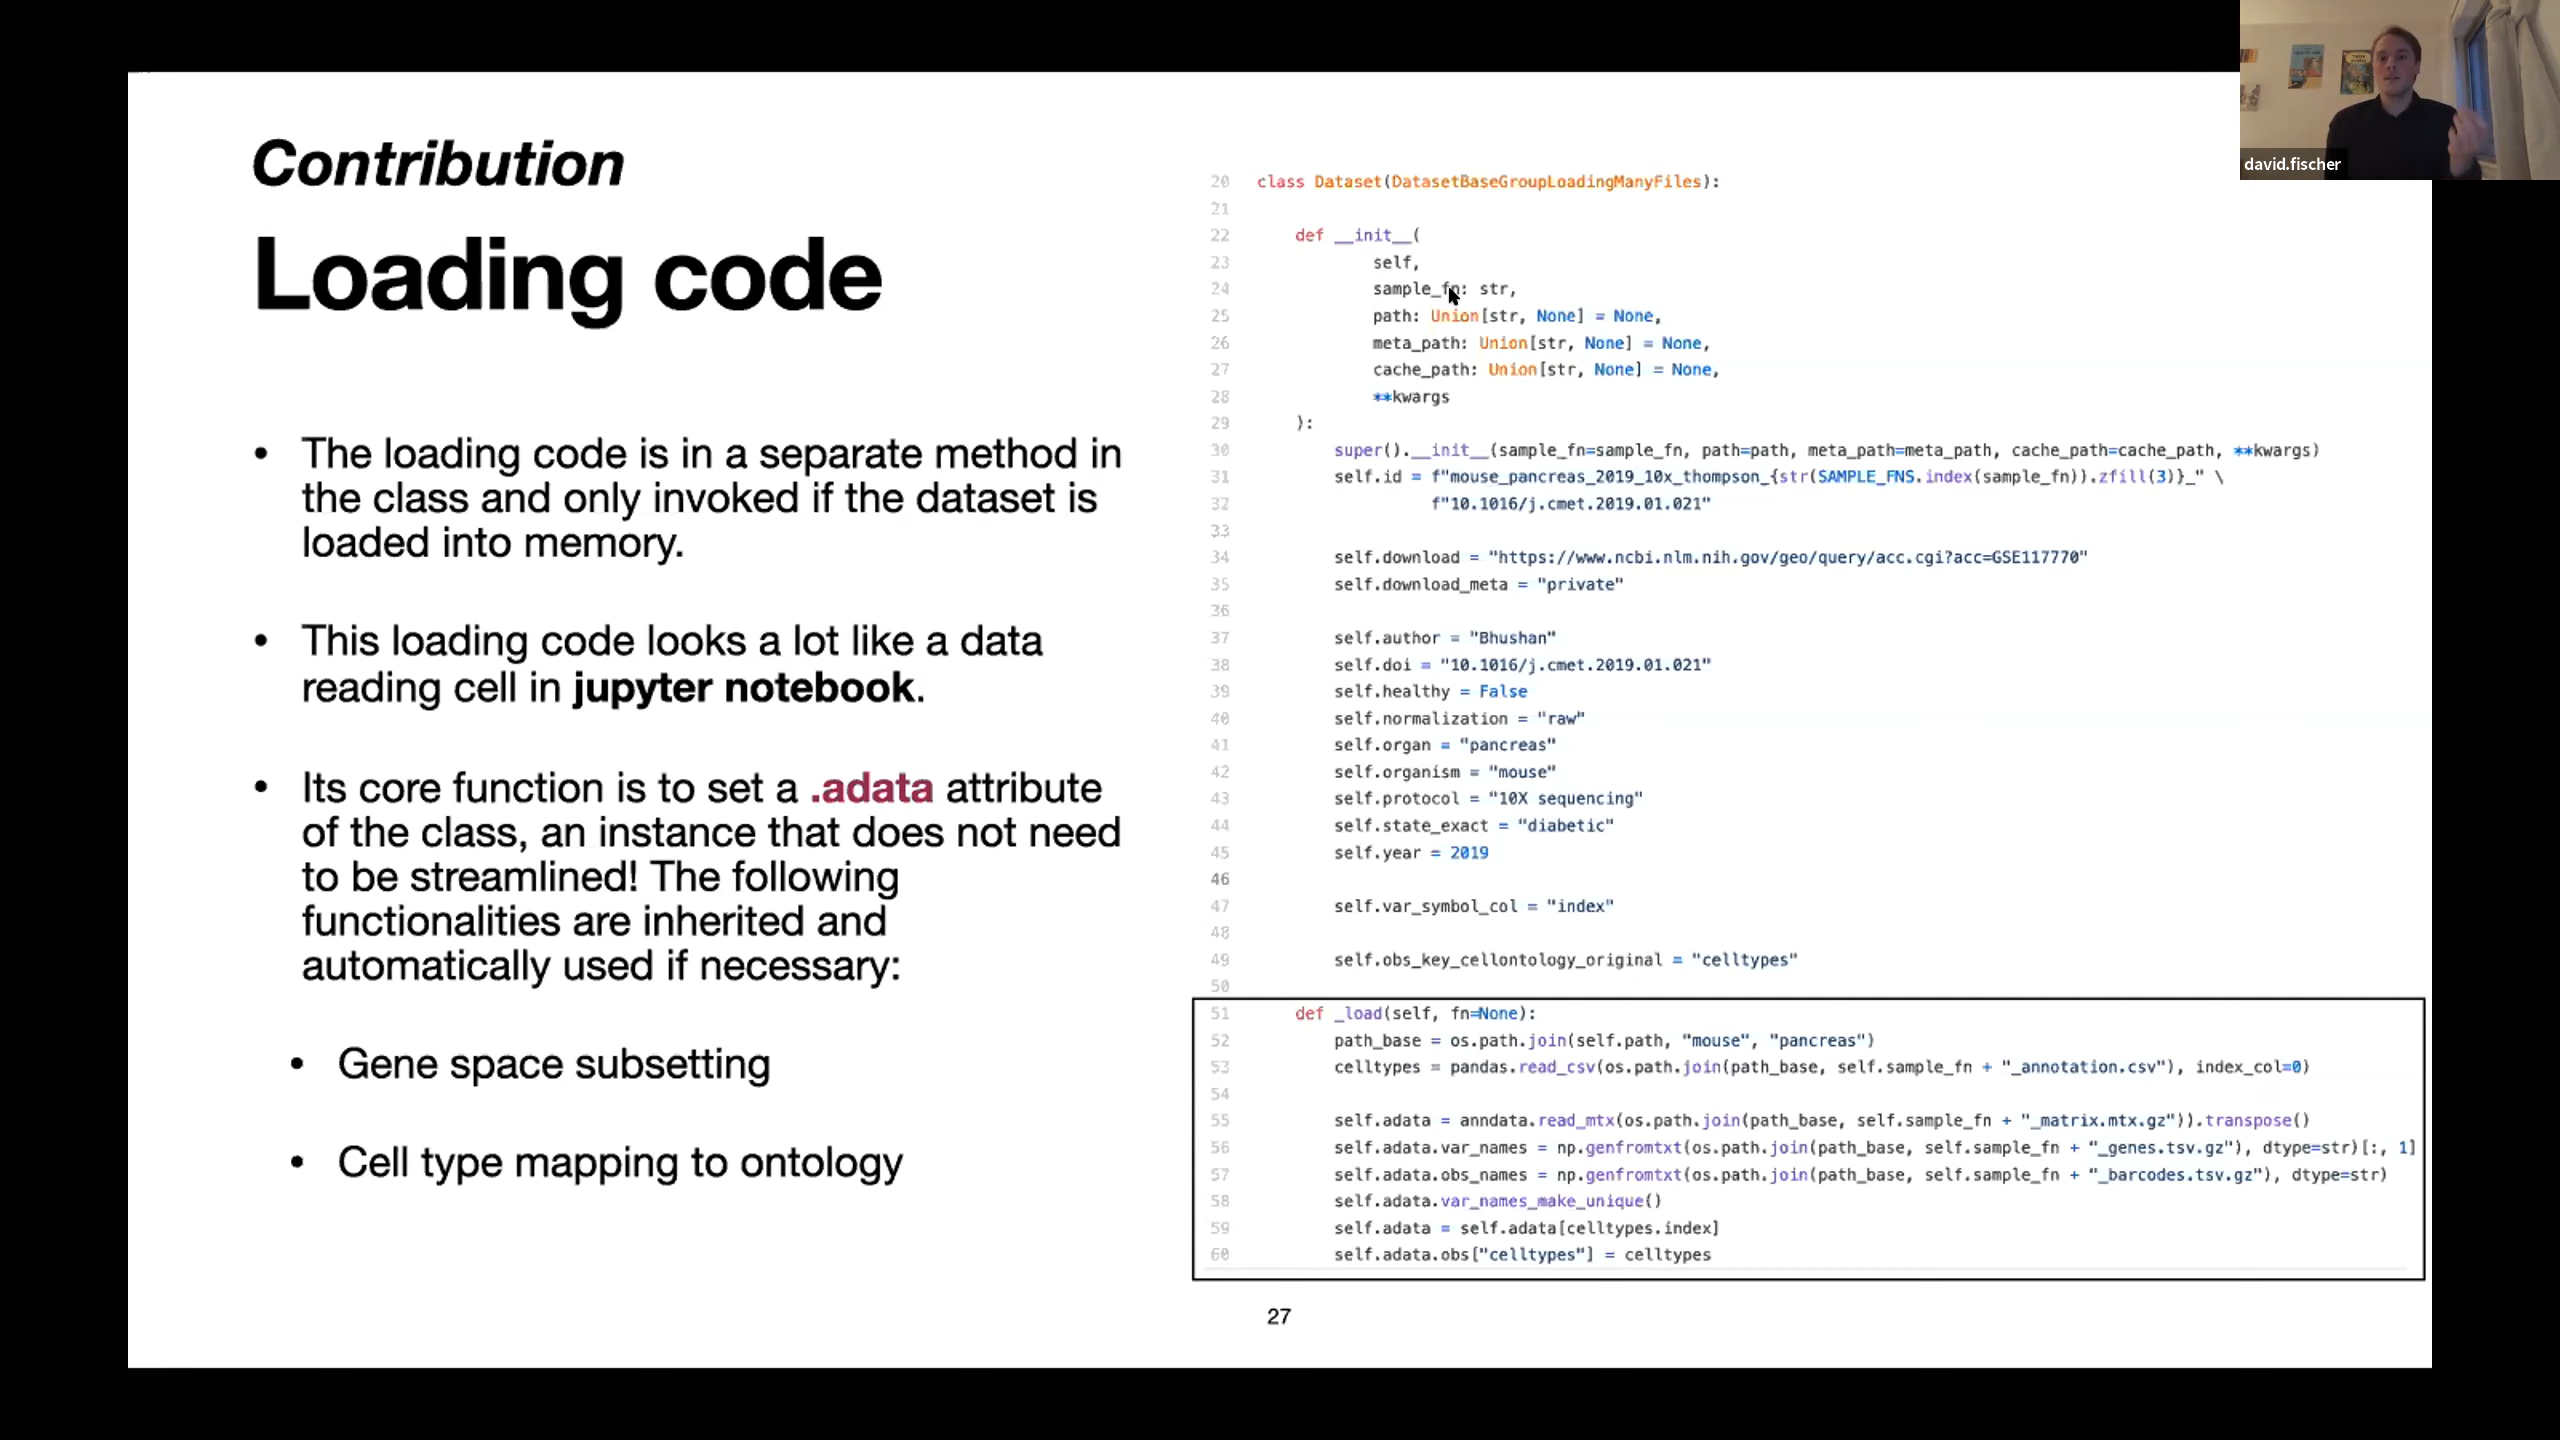 Contribution
Loading code
• The loading code is in a separate method in
the class and only invoked if the dataset is
loaded into memory.
• This loading code looks a lot like a data
reading cell in jupyter notebook.
• Its core function is to set a .adata attribute
of the class, an instance that does not need
to be streamlined! The following
functionalities are inherited and
automatically used if necessary:
• Gene space subsetting
• Cell type mapping to ontology
20 class Dataset(DatasetBaseGroupLoadingManyFiles):
21
22 def __init__(
23 self,
24 sample_fn: str,
25 path: Union[str, None] = None,
26 meta_path: Union[str, None] = None,
27 cache_path: Union[str, None] = None,
28 **kwargs
29 ):
30 super().__init__(sample_fn=sample_fn, path=path, meta_path=meta_path, cache_path=cache_path, **kwargs)
31 self.id = f"mouse_pancreas_2019_10x_thompson_{str(SAMPLE_FNS.index(sample_fn)).zfill(3)}_" \
32 f"10.1016/j.cmet.2019.01.021"
33
34 self.download = "https://www.ncbi.nlm.nih.gov/geo/query/acc.cgi?acc=GSE117770"
35 self.download_meta = "private"
36
37 self.author = "Bhushan"
38 self.doi = "10.1016/j.cmet.2019.01.021"
39 self.healthy = False
40 self.normalization = "raw"
41 self.organ = "pancreas"
42 self.organism = "mouse"
43 self.protocol = "10X sequencing"
44 self.state_exact = "diabetic"
45 self.year = 2019
46
47 self.var_symbol_col = "index"
48
49 self.obs_key_cellontology_original = "celltypes"
50
51 def _load(self, fn=None):
52 path_base = os.path.join(self.path, "mouse", "pancreas")
53 celltypes = pandas.read_csv(os.path.join(path_base, self.sample_fn + "_annotation.csv"), index_col=0)
54
55 self.adata = anndata.read_mtx(os.path.join(path_base, self.sample_fn + "_matrix.mtx.gz")).transpose()
56 self.adata.var_names = np.genfromtxt(os.path.join(path_base, self.sample_fn + "_genes.tsv.gz"), dtype=str)[:, 1]
57 self.adata.obs_names = np.genfromtxt(os.path.join(path_base, self.sample_fn + "_barcodes.tsv.gz"), dtype=str)
58 self.adata.var_names_make_unique()
59 self.adata = self.adata[celltypes.index]
60 self.adata.obs["celltypes"] = celltypes
27
david.fischer